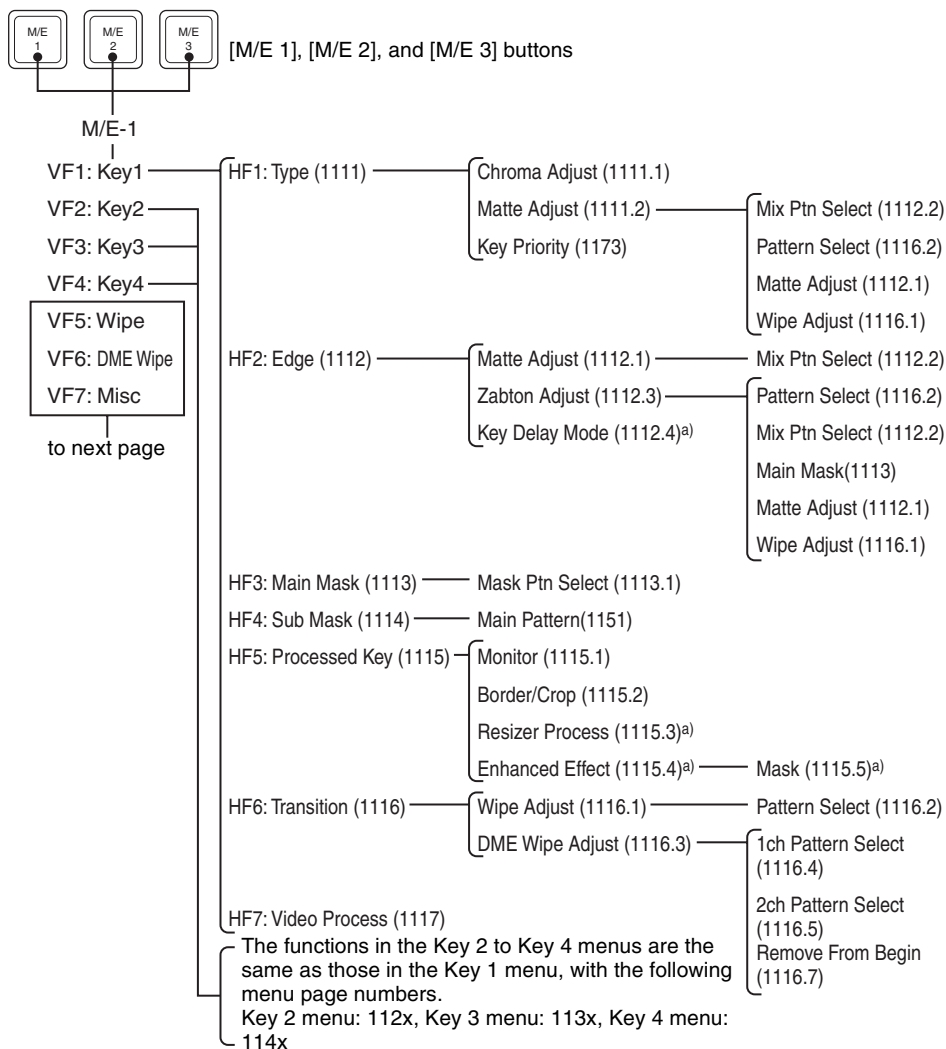 M/E
1
M/E
2
M/E
3
[M/E 1], [M/E 2], and [M/E 3] buttons
M/E-1
VF1: Key1
VF2: Key2
VF3: Key3
VF4: Key4
VF5: Wipe
VF6: DME Wipe
VF7: Misc
to next page
HF1: Type (1111)
Chroma Adjust (1111.1)
Matte Adjust (1111.2)
Key Priority (1173)
Mix Ptn Select (1112.2)
Pattern Select (1116.2)
Matte Adjust (1112.1)
Wipe Adjust (1116.1)
HF2: Edge (1112)
Matte Adjust (1112.1)
Mix Ptn Select (1112.2)
Zabton Adjust (1112.3)
Key Delay Mode (1112.4)a)
Pattern Select (1116.2)
Mix Ptn Select (1112.2)
Main Mask(1113)
Matte Adjust (1112.1)
Wipe Adjust (1116.1)
HF3: Main Mask (1113)
Mask Ptn Select (1113.1)
HF4: Sub Mask (1114)
Main Pattern(1151)
HF5: Processed Key (1115)
Monitor (1115.1)
Border/Crop (1115.2)
Resizer Process (1115.3)a)
Enhanced Effect (1115.4)a)
Mask (1115.5)a)
HF6: Transition (1116)
Wipe Adjust (1116.1)
Pattern Select (1116.2)
DME Wipe Adjust (1116.3)
1ch Pattern Select
(1116.4)
2ch Pattern Select
(1116.5)
Remove From Begin
(1116.7)
HF7: Video Process (1117)
The functions in the Key 2 to Key 4 menus are the
same as those in the Key 1 menu, with the following
menu page numbers.
Key 2 menu: 112x, Key 3 menu: 113x, Key 4 menu:
114x